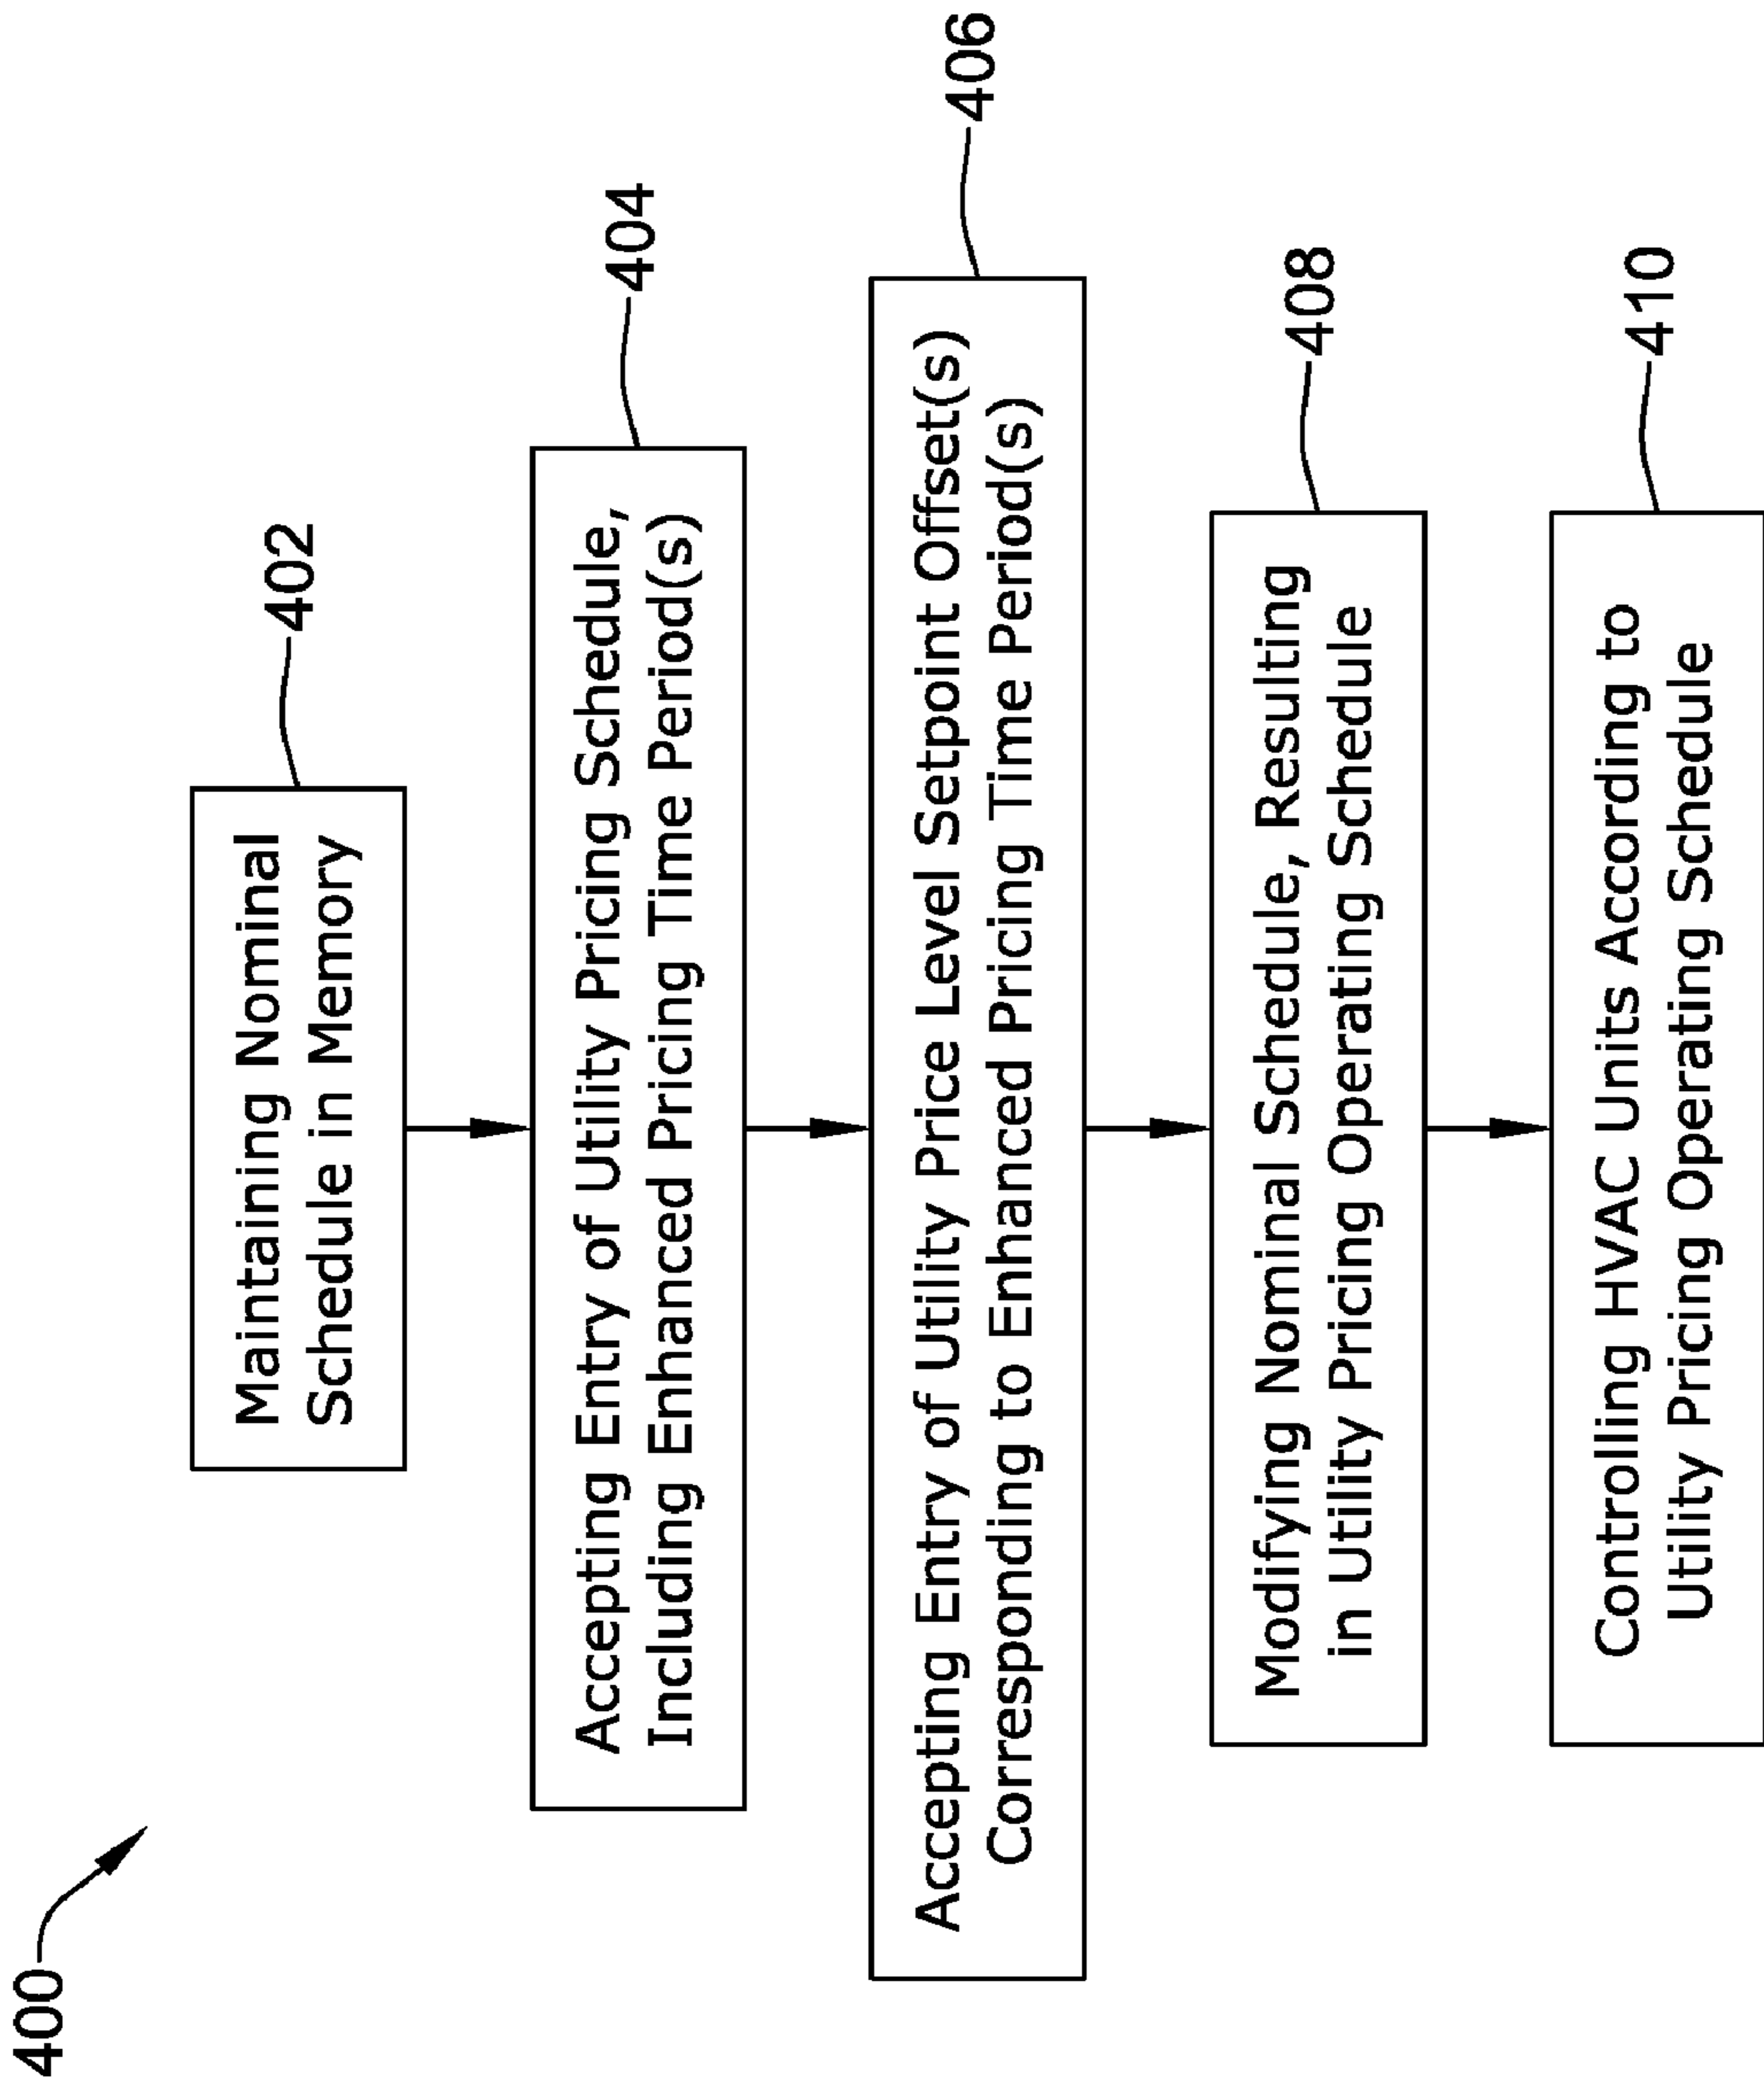 400
402
Maintaining Nominal
Schedule in Memory
404
Accepting Entry of Utility Pricing Schedule,
Including Enhanced Pricing Time Period(s)
406
Accepting Entry of Utility Price Level Setpoint Offset(s)
Corresponding to Enhanced Pricing Time Period(s)
408
Modifying Nominal Schedule, Resulting
in Utility Pricing Operating Schedule
410
Controlling HVAC Units According to
Utility Pricing Operating Schedule